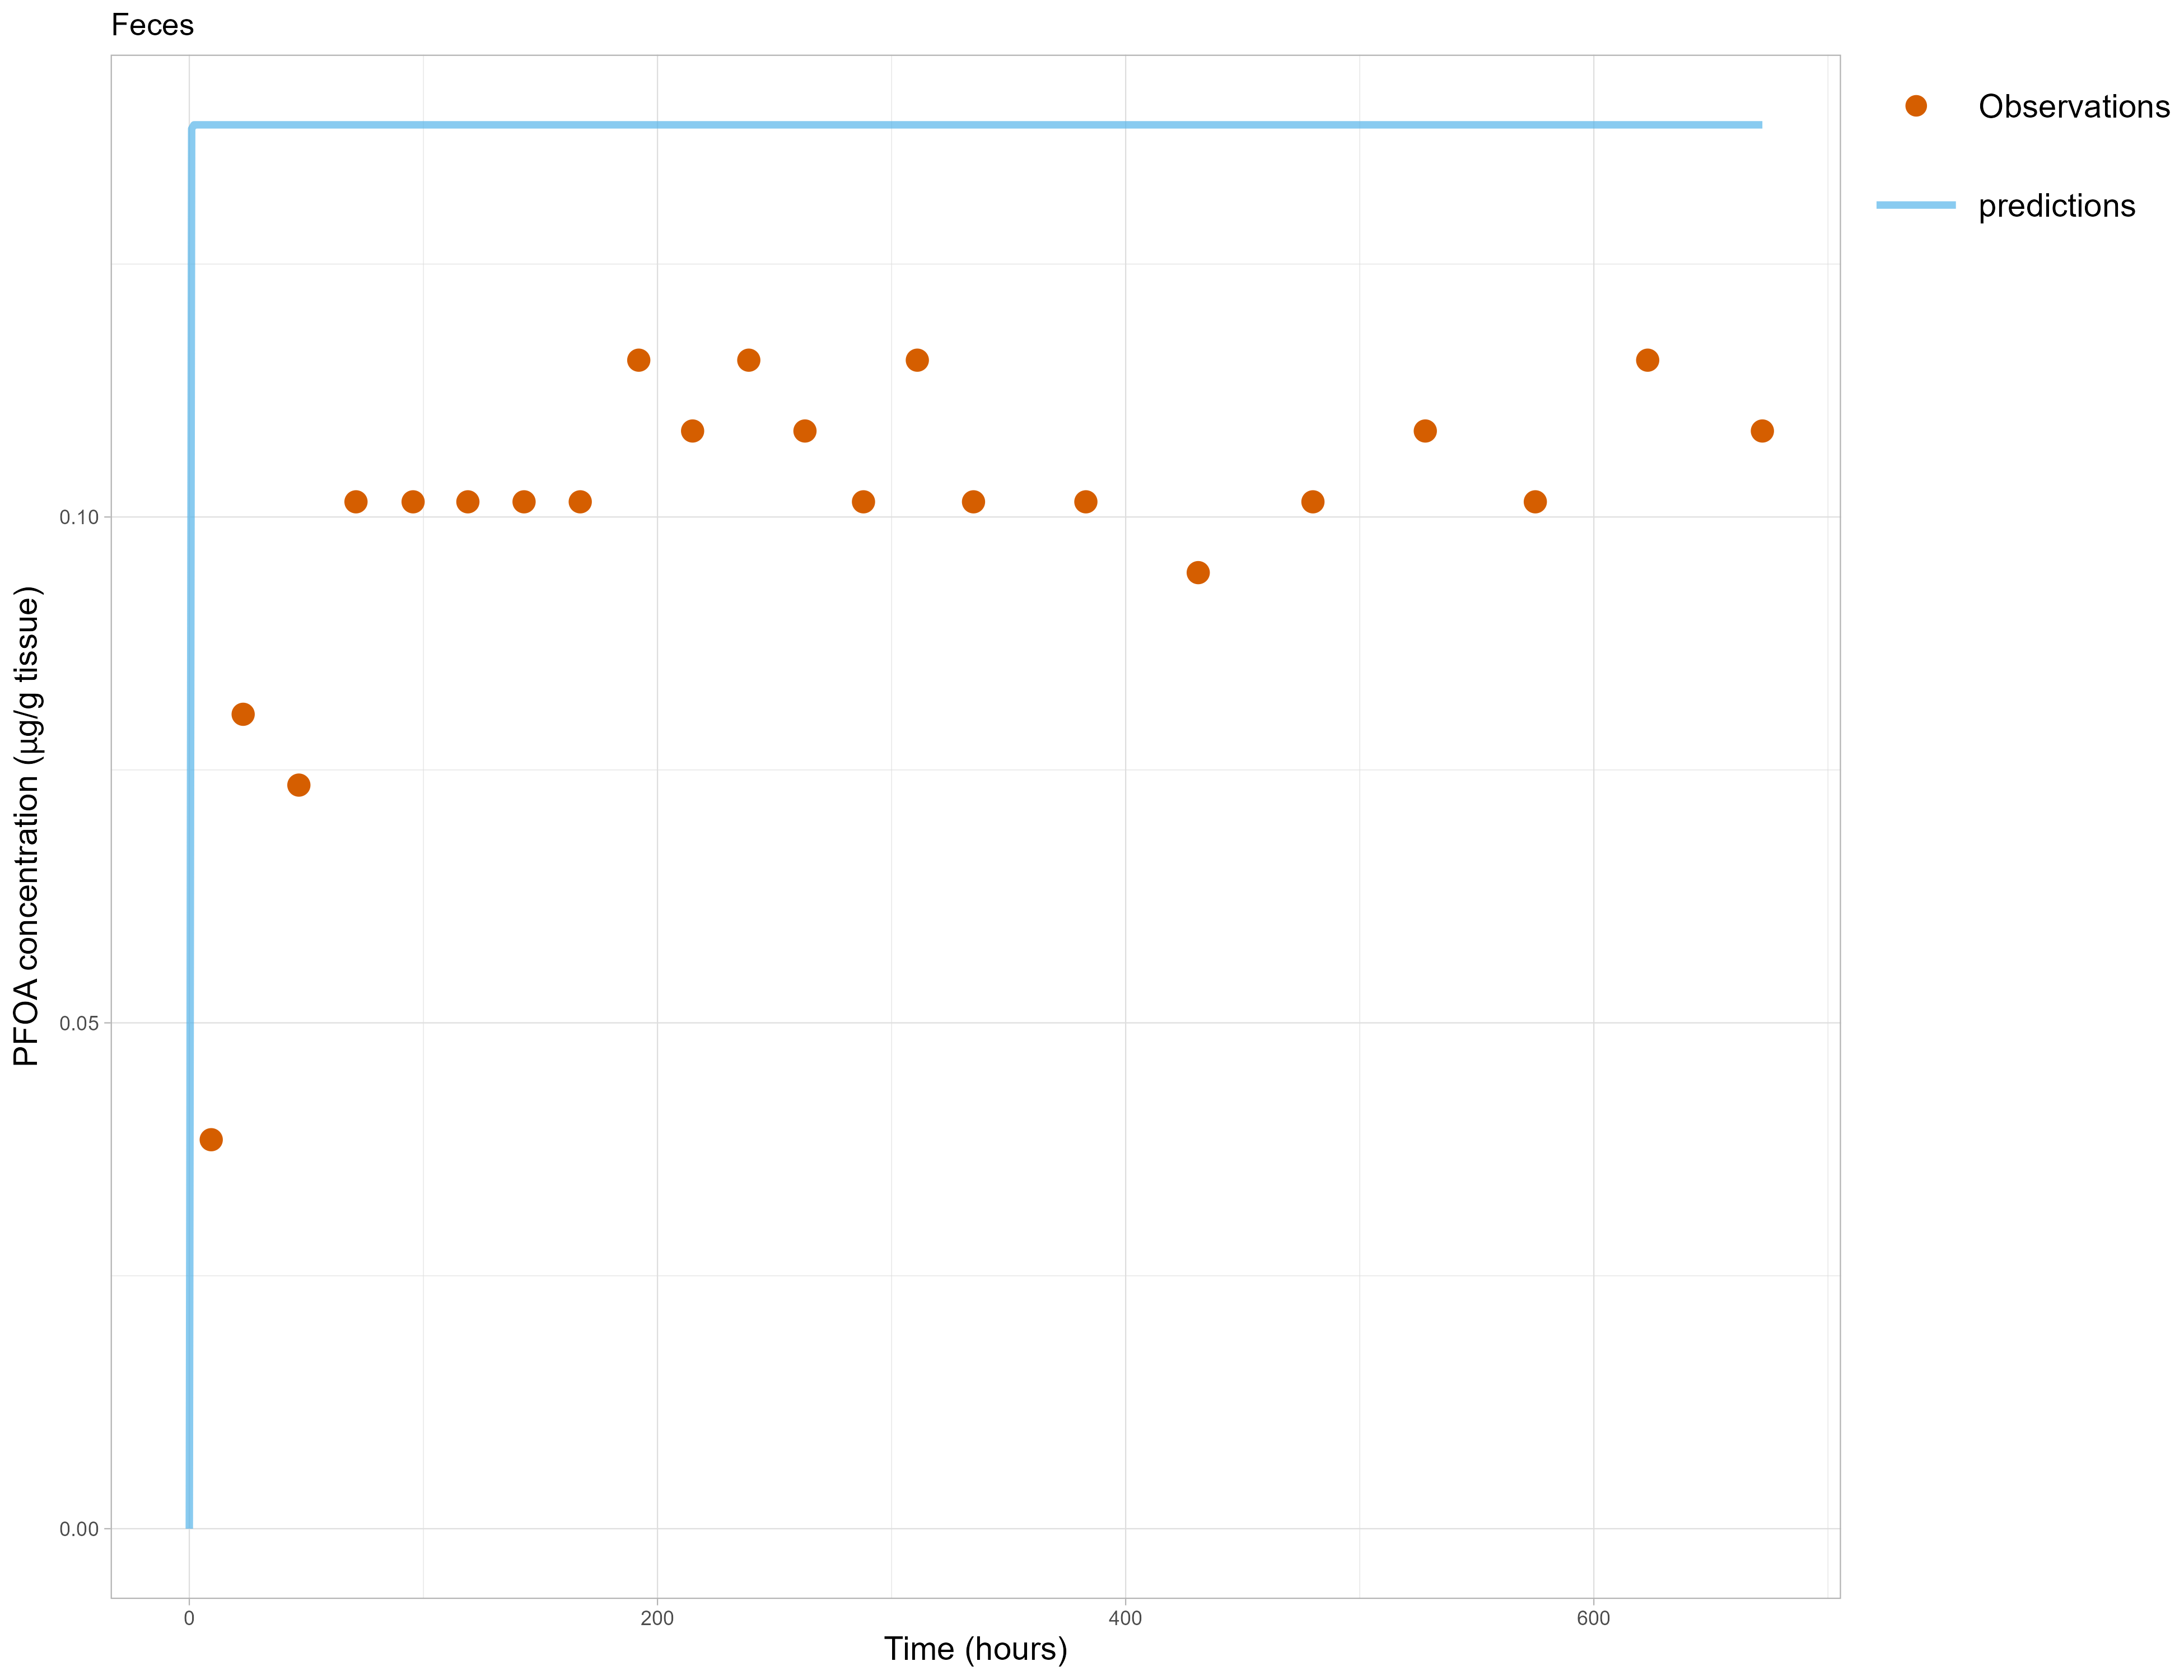 Feces
Observations
predictions
PFOA concentration (µg/g tissue)
0.10
0.05
0.00
0
200
400
600
Time (hours)